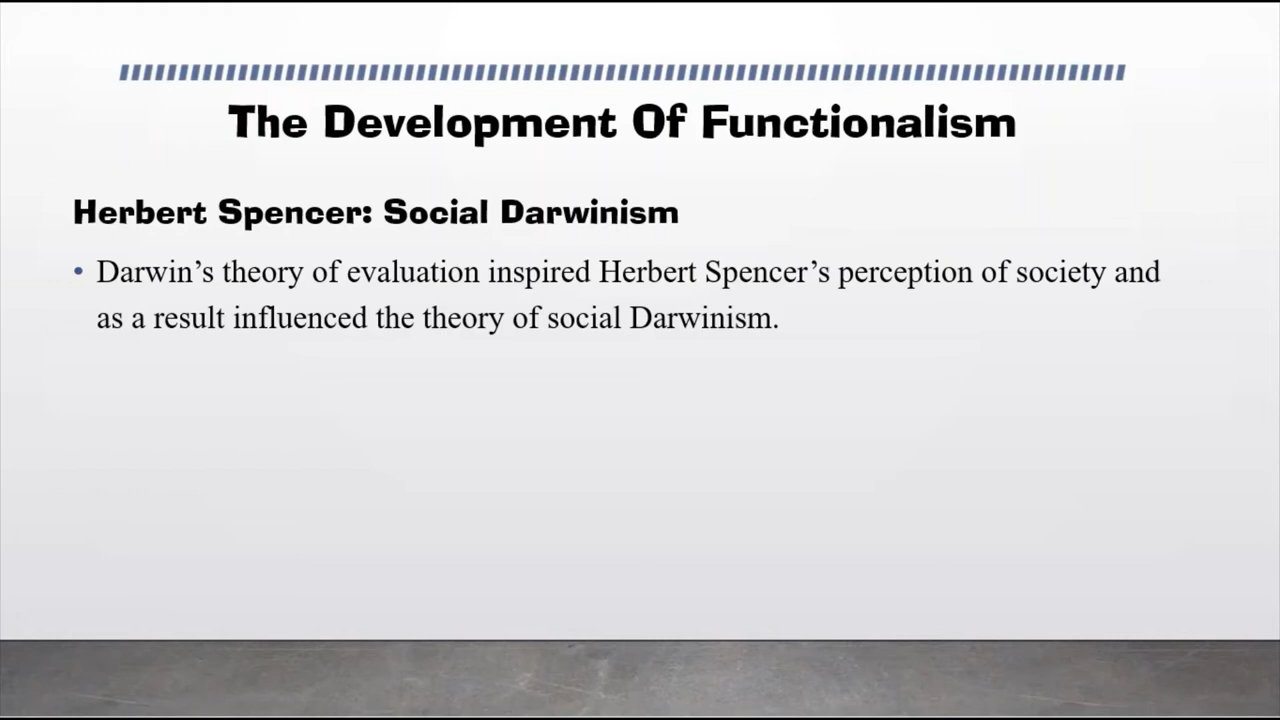 The Development Of Functionalism
Herbert Spencer: Social Darwinism
• Darwin’s theory of evaluation inspired Herbert Spencer’s perception of society and
as a result influenced the theory of social Darwinism.